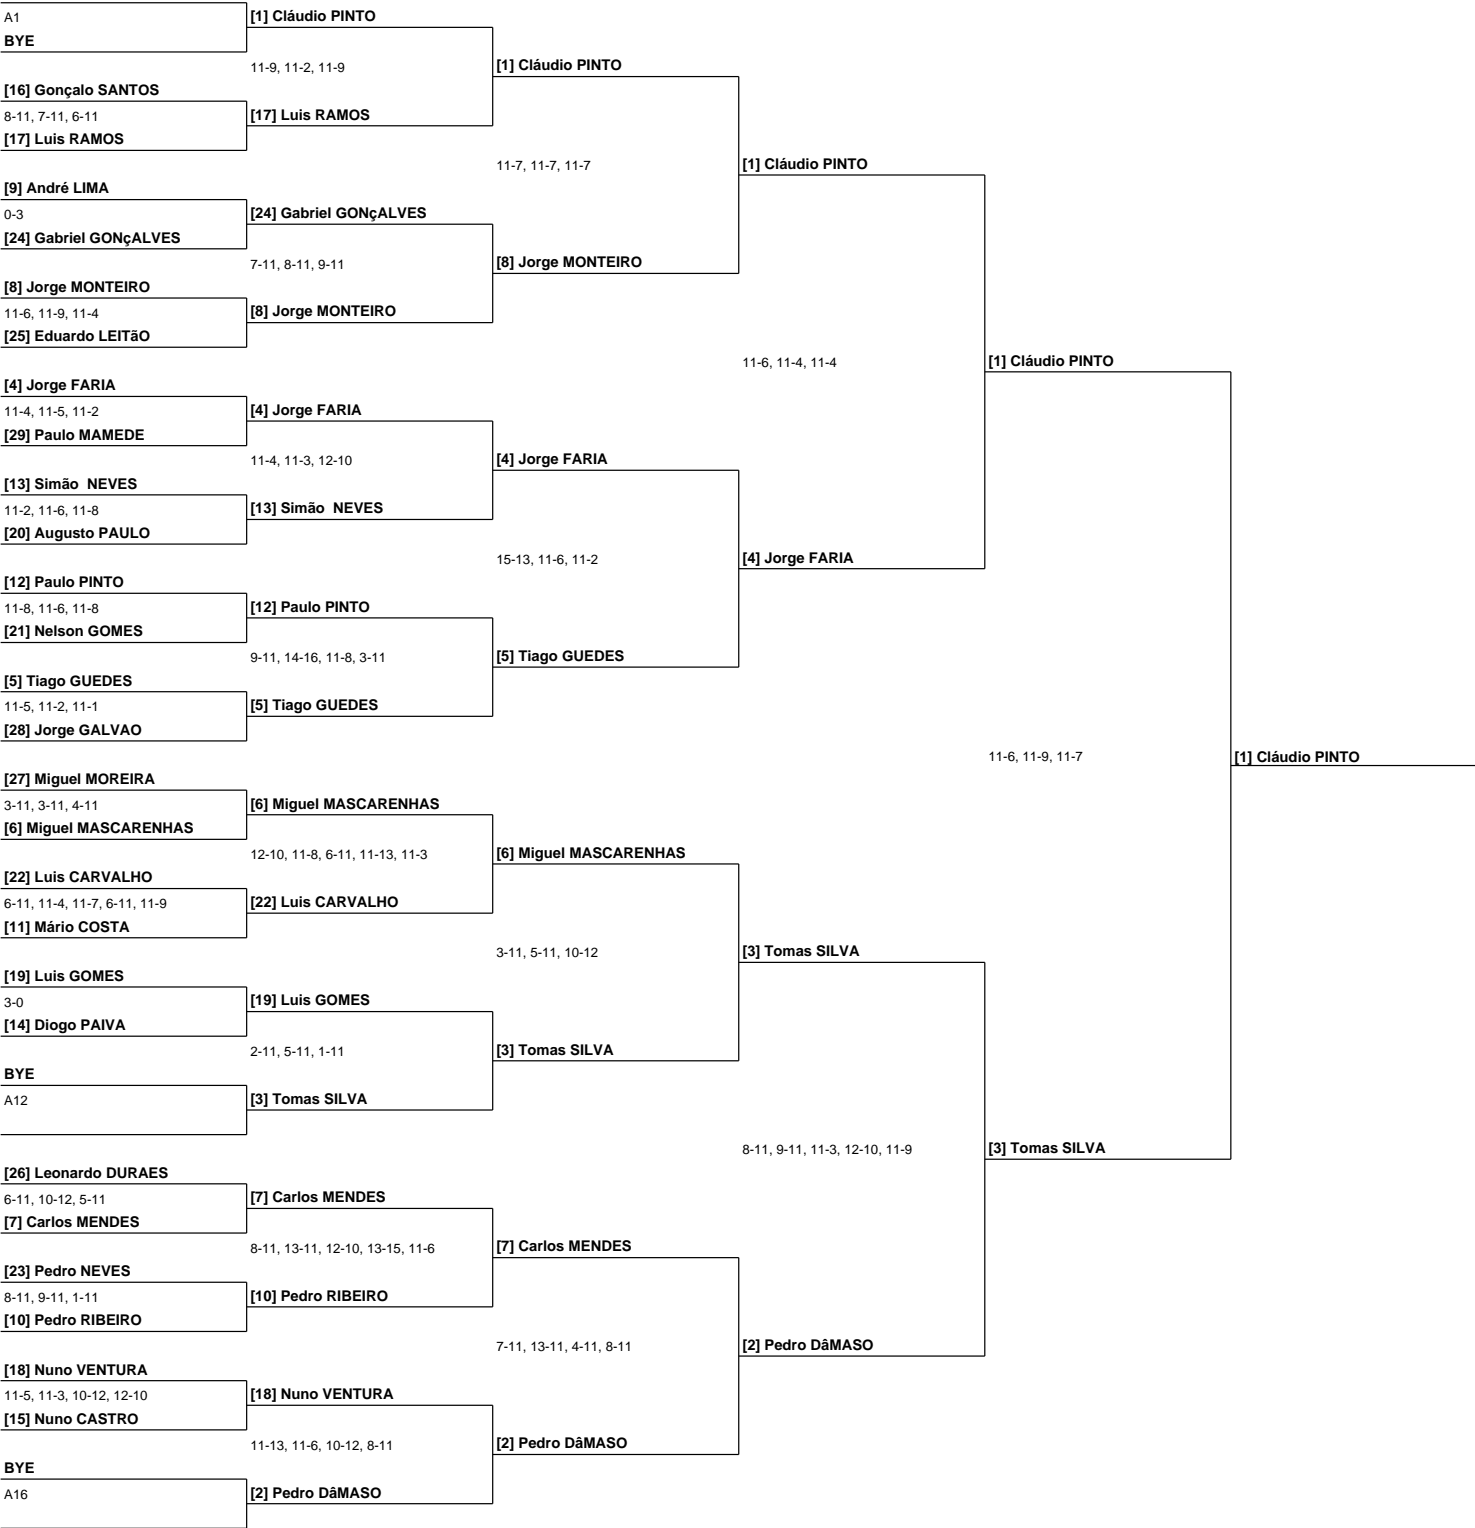 A1
BYE
[1] Cláudio PINTO
11-9, 11-2, 11-9
[1] Cláudio PINTO
[16] Gonçalo SANTOS
8-11, 7-11, 6-11
[17] Luis RAMOS
[17] Luis RAMOS
11-7, 11-7, 11-7
[1] Cláudio PINTO
[9] André LIMA
0-3
[24] Gabriel GONçALVES
[24] Gabriel GONçALVES
7-11, 8-11, 9-11
[8] Jorge MONTEIRO
[8] Jorge MONTEIRO
11-6, 11-9, 11-4
[25] Eduardo LEITãO
[8] Jorge MONTEIRO
11-6, 11-4, 11-4
[1] Cláudio PINTO
[4] Jorge FARIA
11-4, 11-5, 11-2
[29] Paulo MAMEDE
[4] Jorge FARIA
11-4, 11-3, 12-10
[4] Jorge FARIA
[13] Simão  NEVES
11-2, 11-6, 11-8
[20] Augusto PAULO
[13] Simão  NEVES
15-13, 11-6, 11-2
[4] Jorge FARIA
[12] Paulo PINTO
11-8, 11-6, 11-8
[21] Nelson GOMES
[12] Paulo PINTO
9-11, 14-16, 11-8, 3-11
[5] Tiago GUEDES
[5] Tiago GUEDES
11-5, 11-2, 11-1
[28] Jorge GALVAO
[5] Tiago GUEDES
11-6, 11-9, 11-7
[1] Cláudio PINTO
[27] Miguel MOREIRA
3-11, 3-11, 4-11
[6] Miguel MASCARENHAS
[6] Miguel MASCARENHAS
12-10, 11-8, 6-11, 11-13, 11-3
[6] Miguel MASCARENHAS
[22] Luis CARVALHO
6-11, 11-4, 11-7, 6-11, 11-9
[11] Mário COSTA
[22] Luis CARVALHO
3-11, 5-11, 10-12
[3] Tomas SILVA
[19] Luis GOMES
3-0
[14] Diogo PAIVA
[19] Luis GOMES
2-11, 5-11, 1-11
[3] Tomas SILVA
BYE
A12
[3] Tomas SILVA
8-11, 9-11, 11-3, 12-10, 11-9
[3] Tomas SILVA
[26] Leonardo DURAES
6-11, 10-12, 5-11
[7] Carlos MENDES
[7] Carlos MENDES
8-11, 13-11, 12-10, 13-15, 11-6
[7] Carlos MENDES
[23] Pedro NEVES
8-11, 9-11, 1-11
[10] Pedro RIBEIRO
[10] Pedro RIBEIRO
7-11, 13-11, 4-11, 8-11
[2] Pedro DâMASO
[18] Nuno VENTURA
11-5, 11-3, 10-12, 12-10
[15] Nuno CASTRO
[18] Nuno VENTURA
11-13, 11-6, 10-12, 8-11
[2] Pedro DâMASO
BYE
A16
[2] Pedro DâMASO